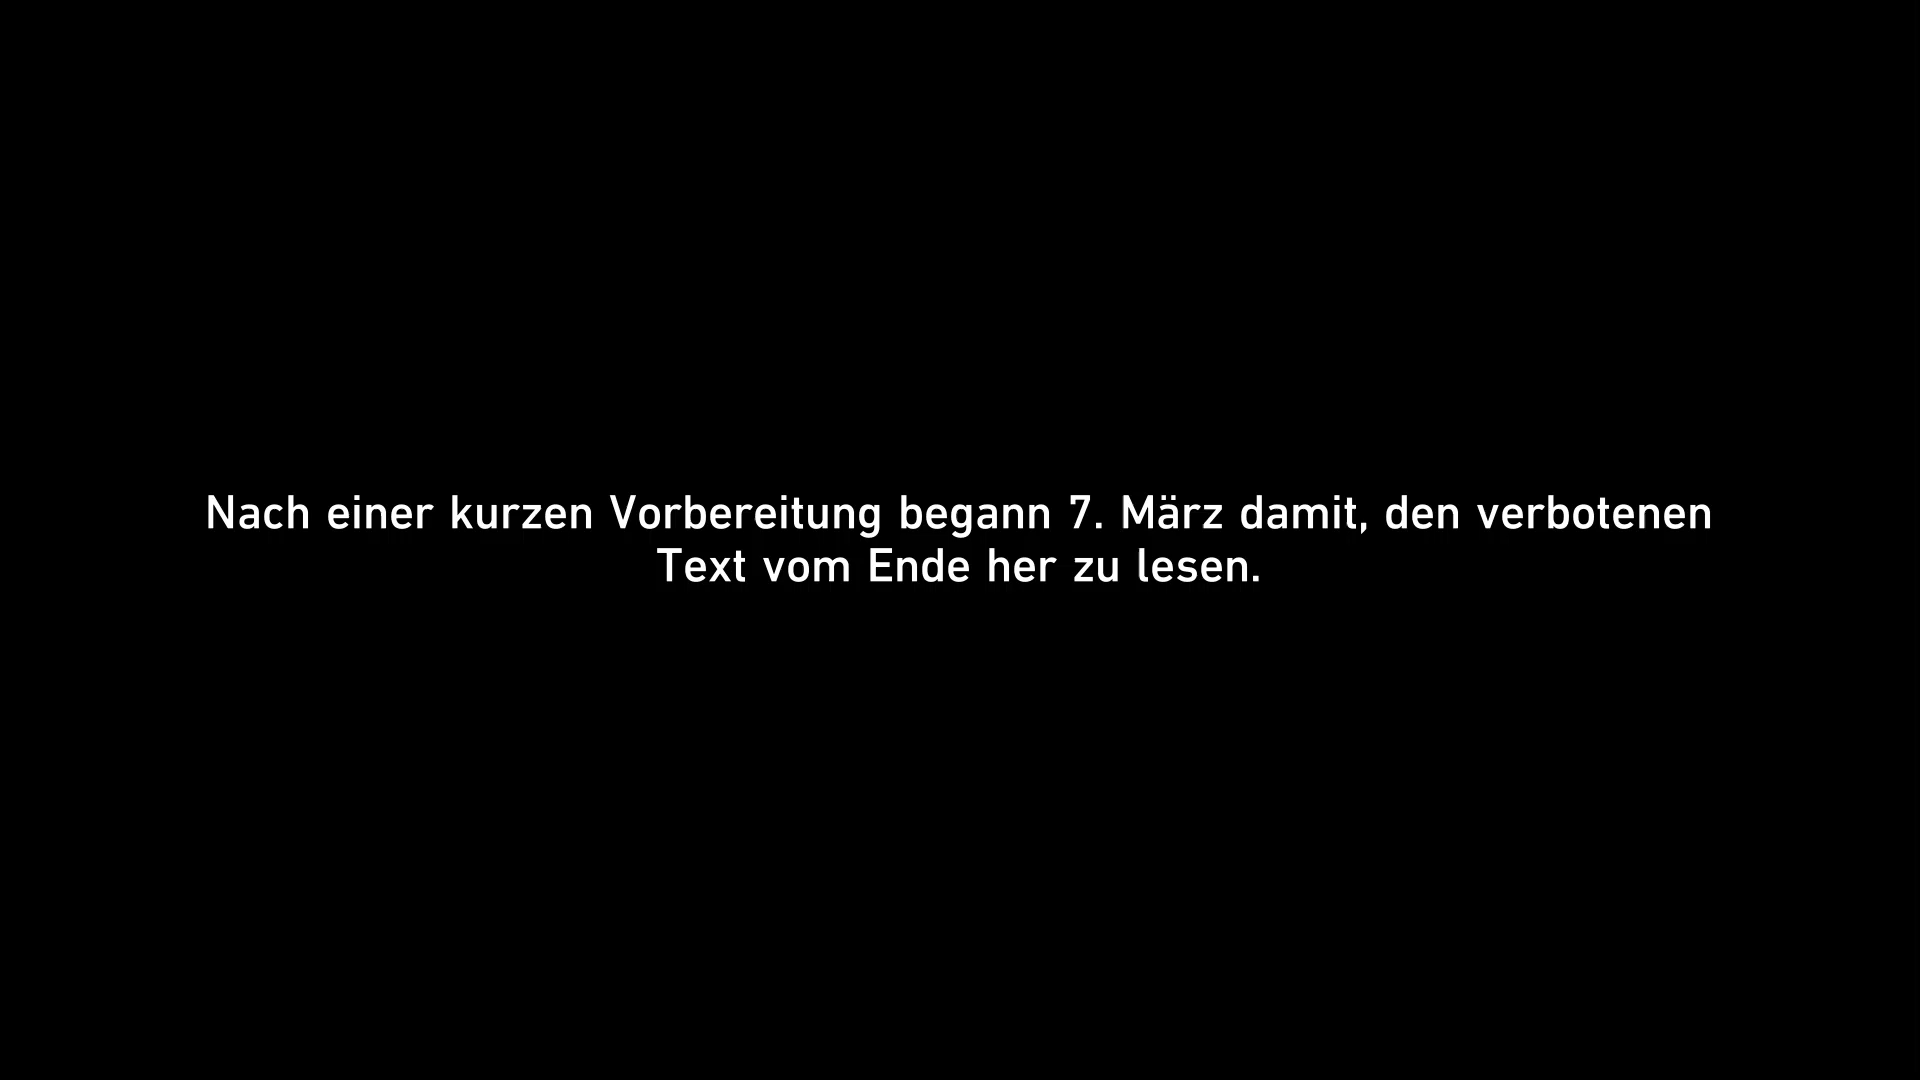 Nach einer kurzen Vorbereitung begann 7. März damit, den verbotenen
Text vom Ende her zu lesen.